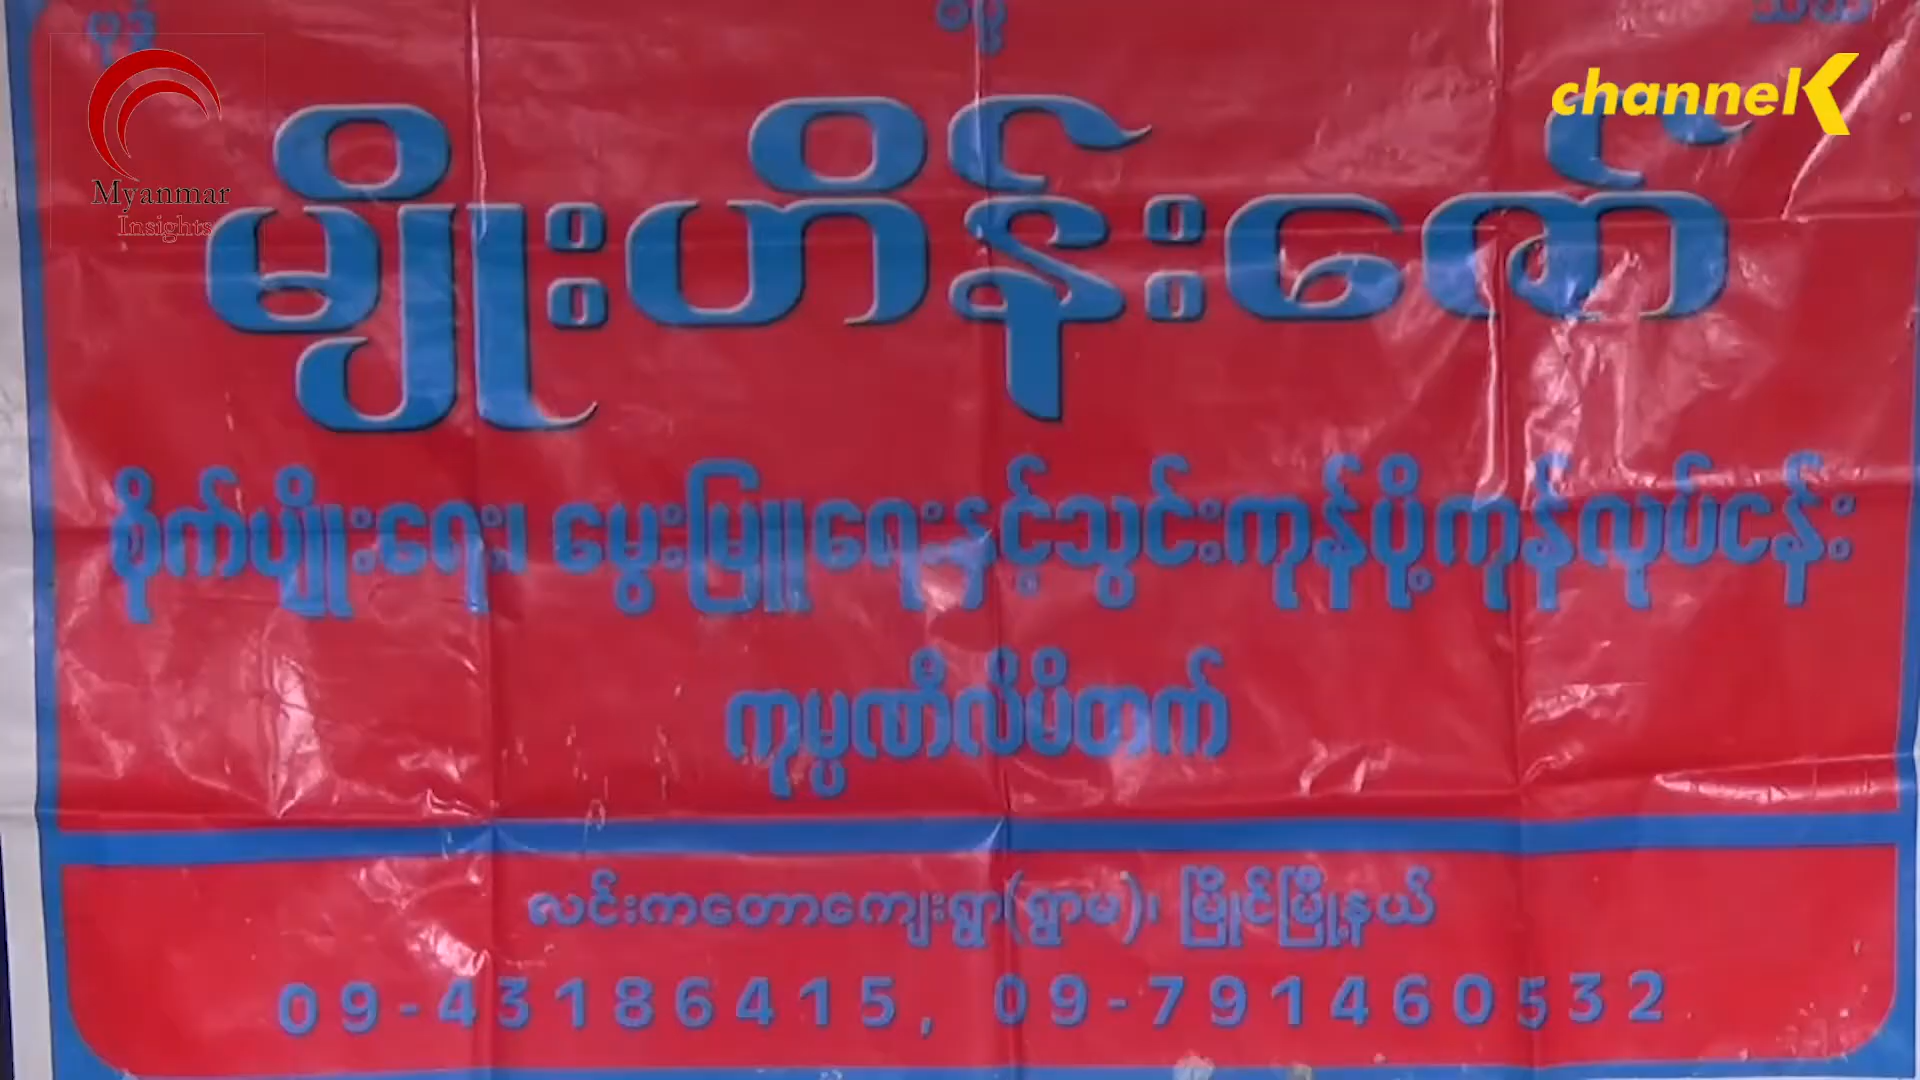 channelK
Myanmar
Insights
မျိုးဟိန်းဇော်
စိုက်ပျိုးရေး၊ မွေးမြူရေးနှင့်သွင်းကုန်ပို့ကုန်လုပ်ငန်း
ကုမ္ပဏီလိမိတက်
လင်းကတောကျေးရွာ(ရွာမ)၊ မြိုင်မြို့နယ်
09-43186415, 09-791460532